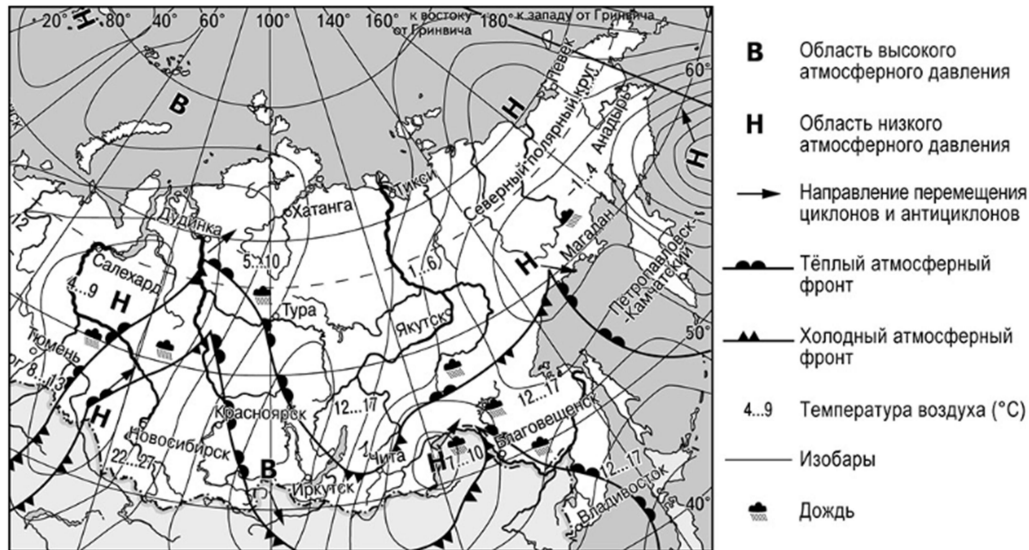 20° 40° 60° 100° 140° 160° к востоку от Гринвича 180° к западу от Гринвича
Н
В
Н
Певек
60°
Северный полярный круг
Анадырь
Н
Тикси
Хатанга
Дудинка
-1...4
12
Магадан
Салехард
5...10
1...6
Н
Петропавловск-
Камчатский
4...9
Н
Тура
Якутск
50°
Тюмень
8...13
12...17
12...17
Н
Красноярск
Благовещенск
Новосибирск
22...27
В
Чита
Н
7...10
12...17
Иркутск
Владивосток
40°
В
Область высокого
атмосферного давления
Н
Область низкого
атмосферного давления
Направление перемещения
циклонов и антициклонов
Тёплый атмосферный
фронт
Холодный атмосферный
фронт
4...9
Температура воздуха (°C)
Изобары
Дождь